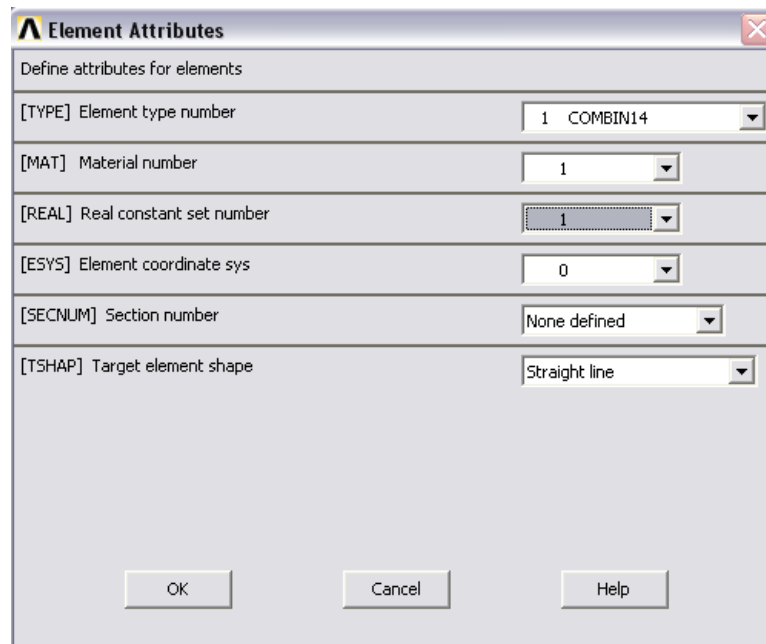 Element Attributes
Define attributes for elements
[TYPE] Element type number 1 COMBIN14
[MAT] Material number 1
[REAL] Real constant set number 1
[ESYS] Element coordinate sys 0
[SECNUM] Section number None defined
[TSHAP] Target element shape Straight line
OK Cancel Help